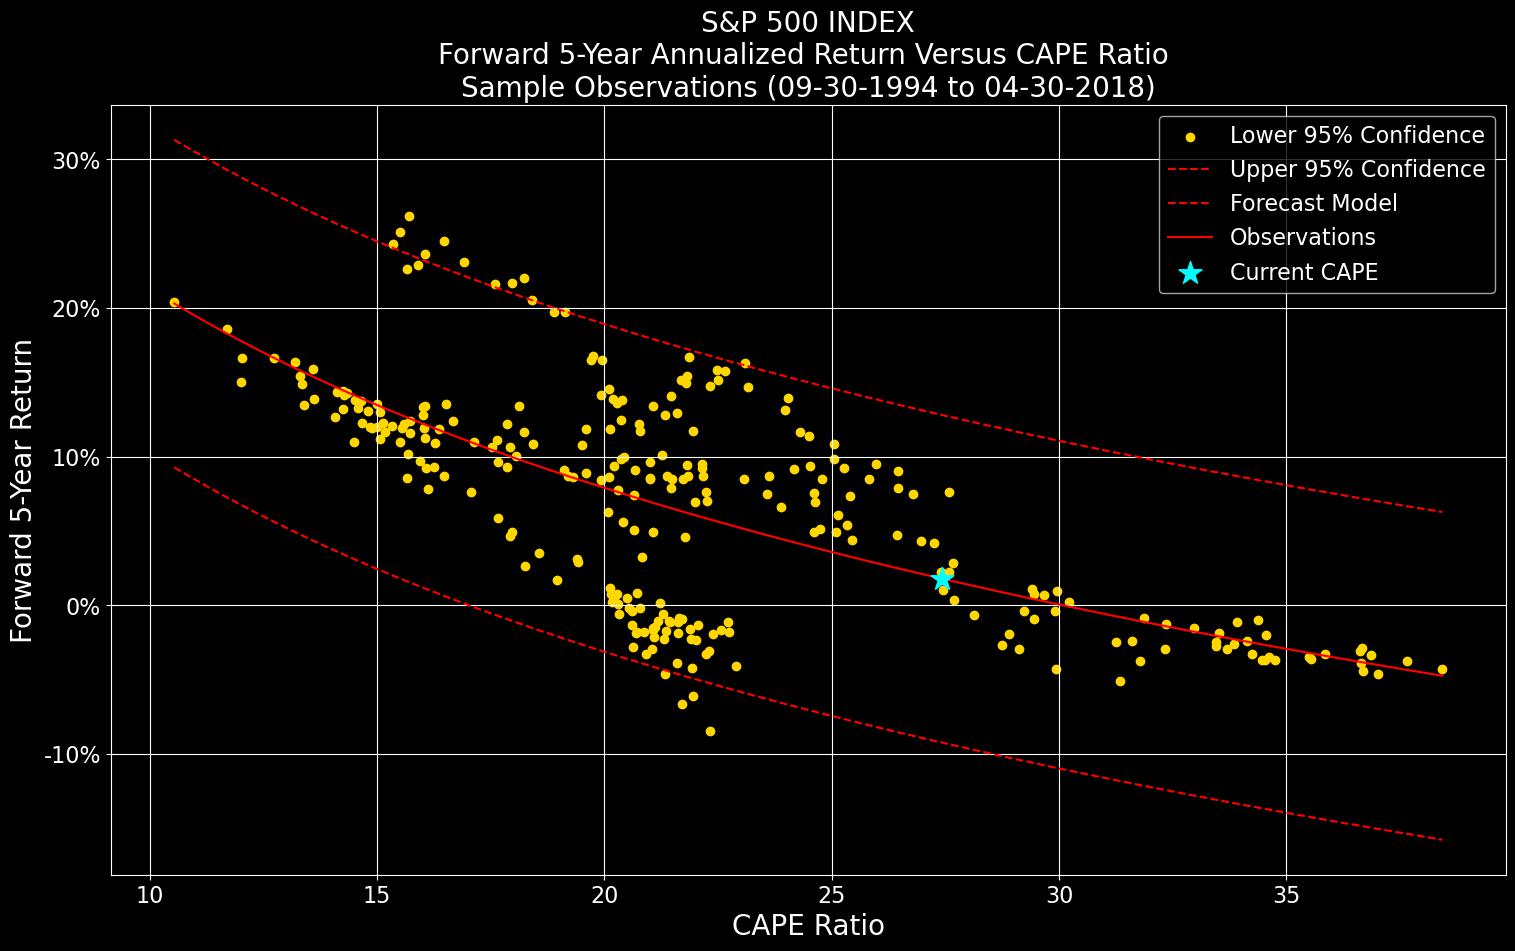 S&P 500 INDEX
Forward 5-Year Annualized Return Versus CAPE Ratio
Sample Observations (09-30-1994 to 04-30-2018)
Lower 95% Confidence
Upper 95% Confidence
Forecast Model
Observations
Current CAPE
Forward 5-Year Return
30%
20%
10%
0%
-10%
10 15 20 25 30 35
CAPE Ratio